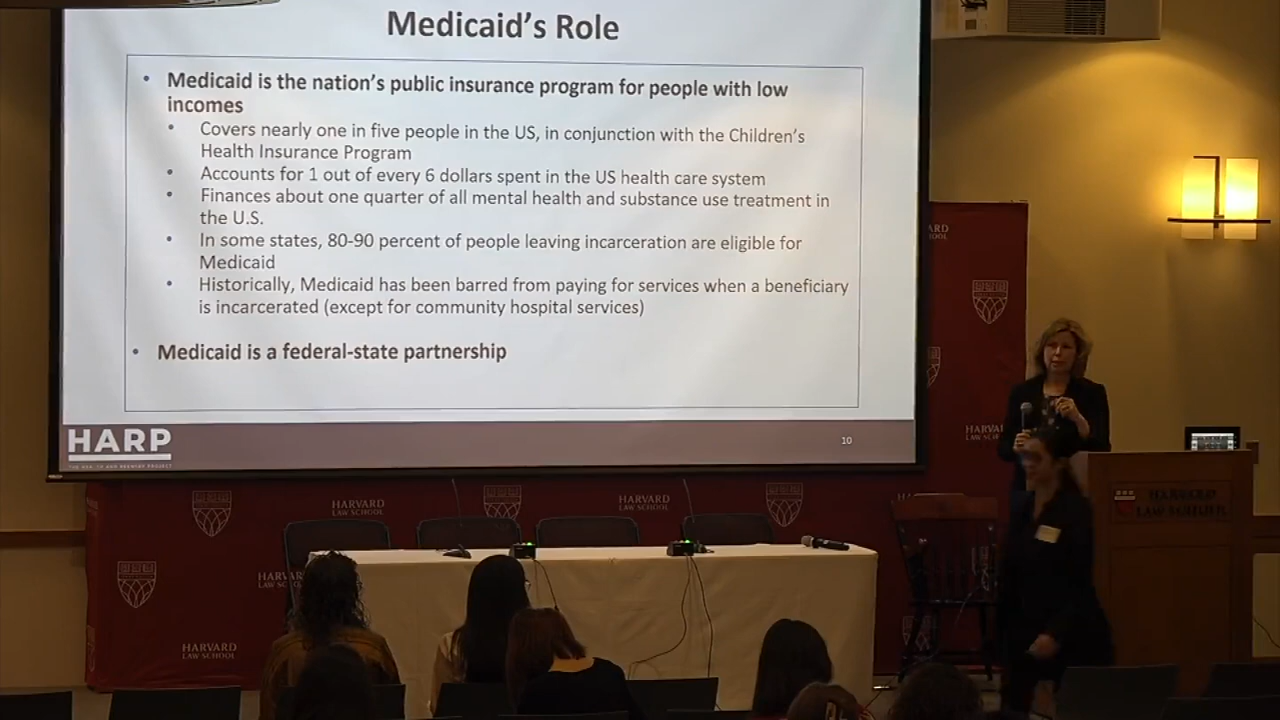 Medicaid's Role
• Medicaid is the nation's public insurance program for people with low
incomes
• Covers nearly one in five people in the US, in conjunction with the Children's
Health Insurance Program
• Accounts for 1 out of every 6 dollars spent in the US health care system
• Finances about one quarter of all mental health and substance use treatment in
the U.S.
• In some states, 80-90 percent of people leaving incarceration are eligible for
Medicaid
• Historically, Medicaid has been barred from paying for services when a beneficiary
is incarcerated (except for community hospital services)
• Medicaid is a federal-state partnership
HARP
10
HARVARD
LAW SCHOOL
HARVARD
LAW SCHOOL
HARVARD
LAW SCHOOL
HARVARD
LAW SCHOOL